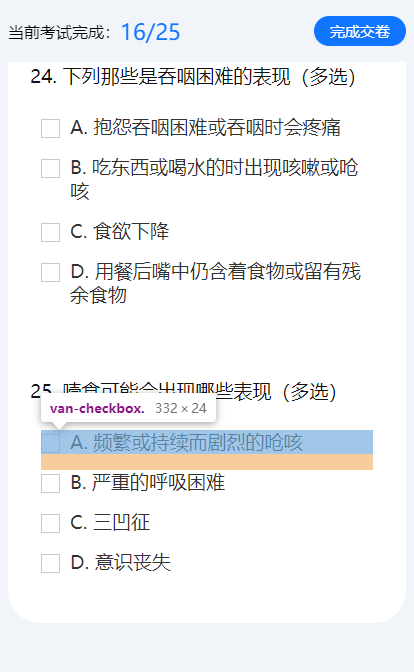 当前考试完成：16/25
完成交卷
24. 下列那些是吞咽困难的表现（多选）
A. 抱怨吞咽困难或吞咽时会疼痛
B. 吃东西或喝水的时出现咳嗽或呛
咳
C. 食欲下降
D. 用餐后嘴中仍含着食物或留有残
余食物
25. 噎食可能会出现哪些表现（多选）
van-checkbox. 332 × 24
A. 频繁或持续而剧烈的呛咳
B. 严重的呼吸困难
C. 三凹征
D. 意识丧失